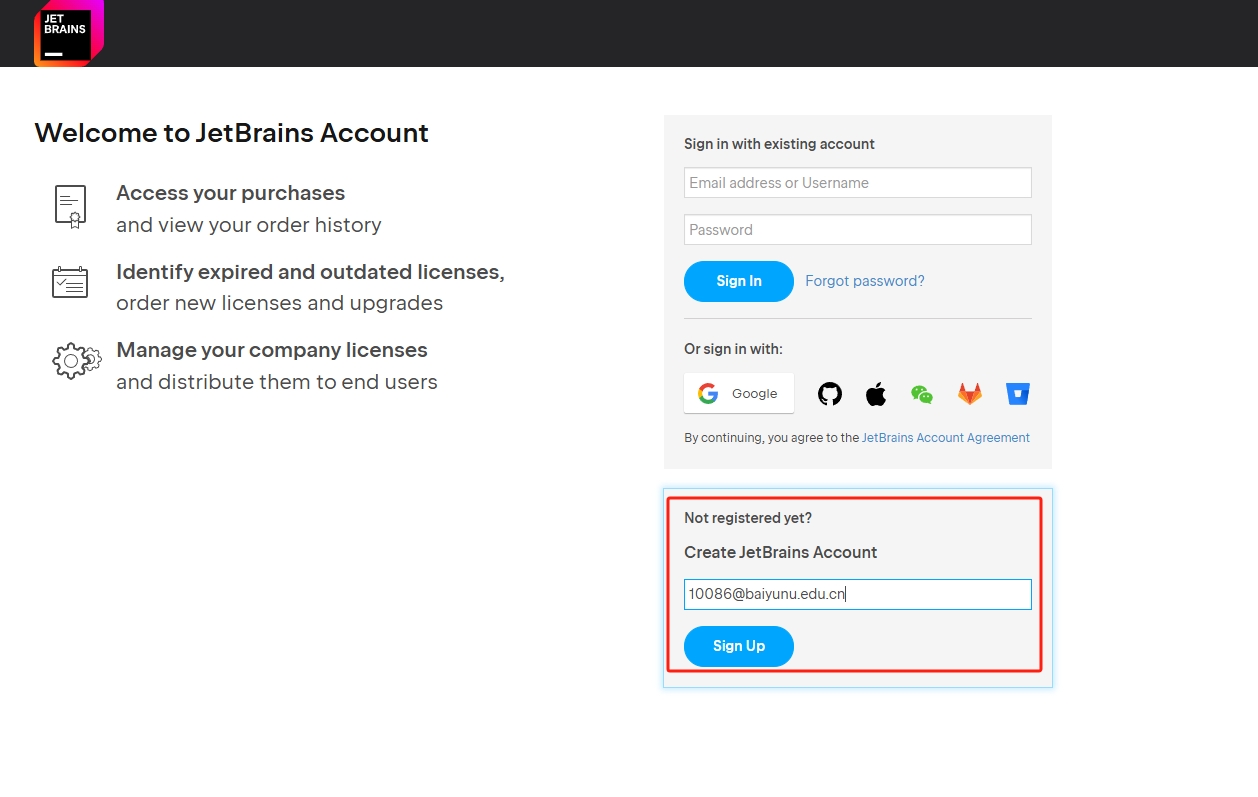 JET
BRAINS
Welcome to JetBrains Account
Access your purchases
and view your order history
Identify expired and outdated licenses,
order new licenses and upgrades
Manage your company licenses
and distribute them to end users
Sign in with existing account
Email address or Username
Password
Sign In
Forgot password?
Or sign in with:
Google
By continuing, you agree to the JetBrains Account Agreement
Not registered yet?
Create JetBrains Account
10086@baiyunu.edu.cn
Sign Up